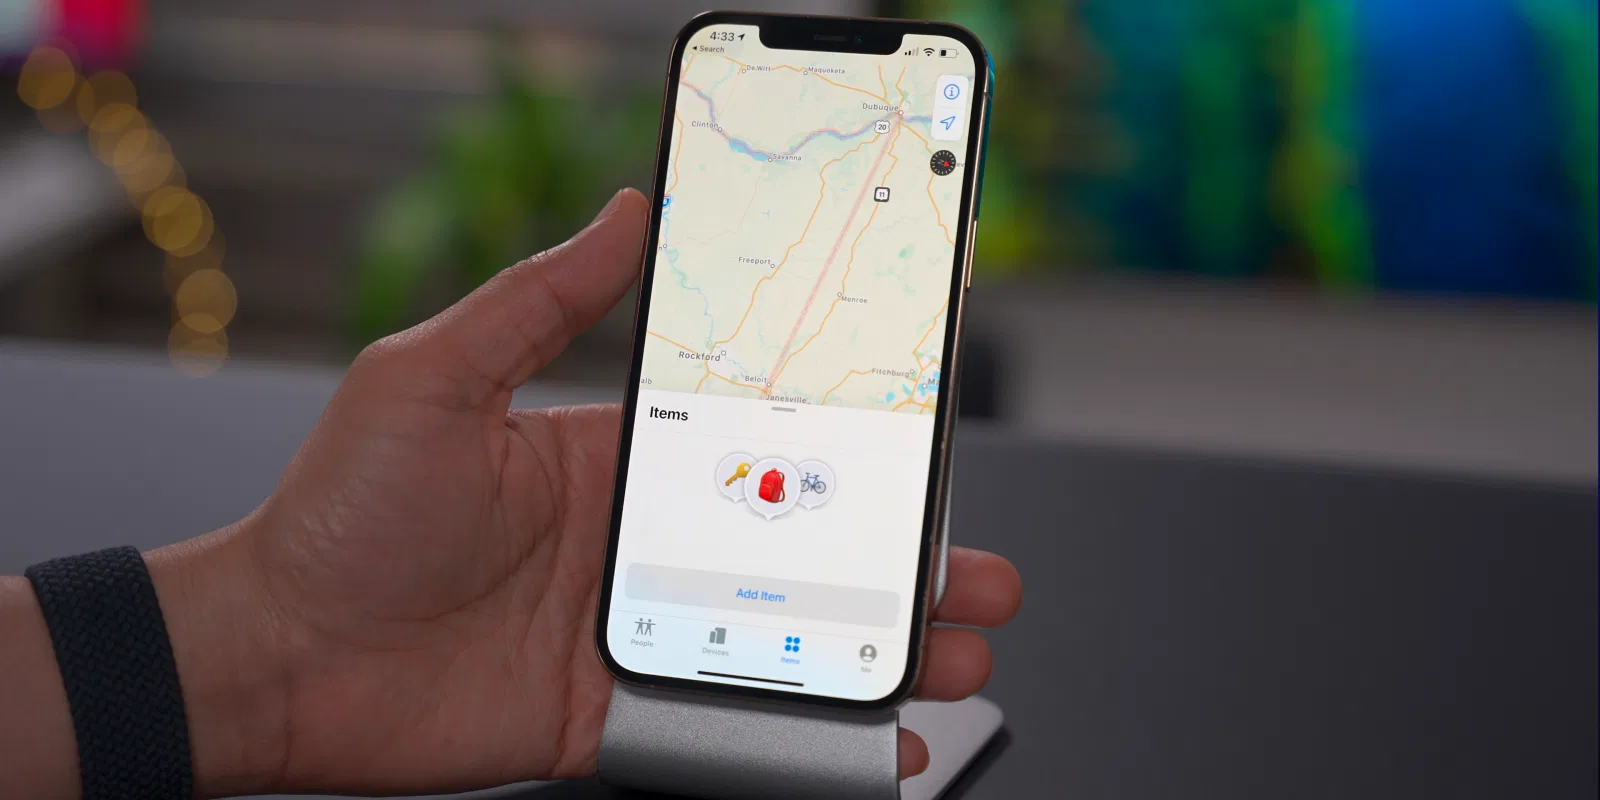 4:33
◂ Search
De Witt
Maquoketa
Dubuque
Clinton
20
Savanna
11
Freeport
Monroe
Rockford
Beloit
Fitchburg
Janesville
Items
Add Item
People
Devices
Items
Me